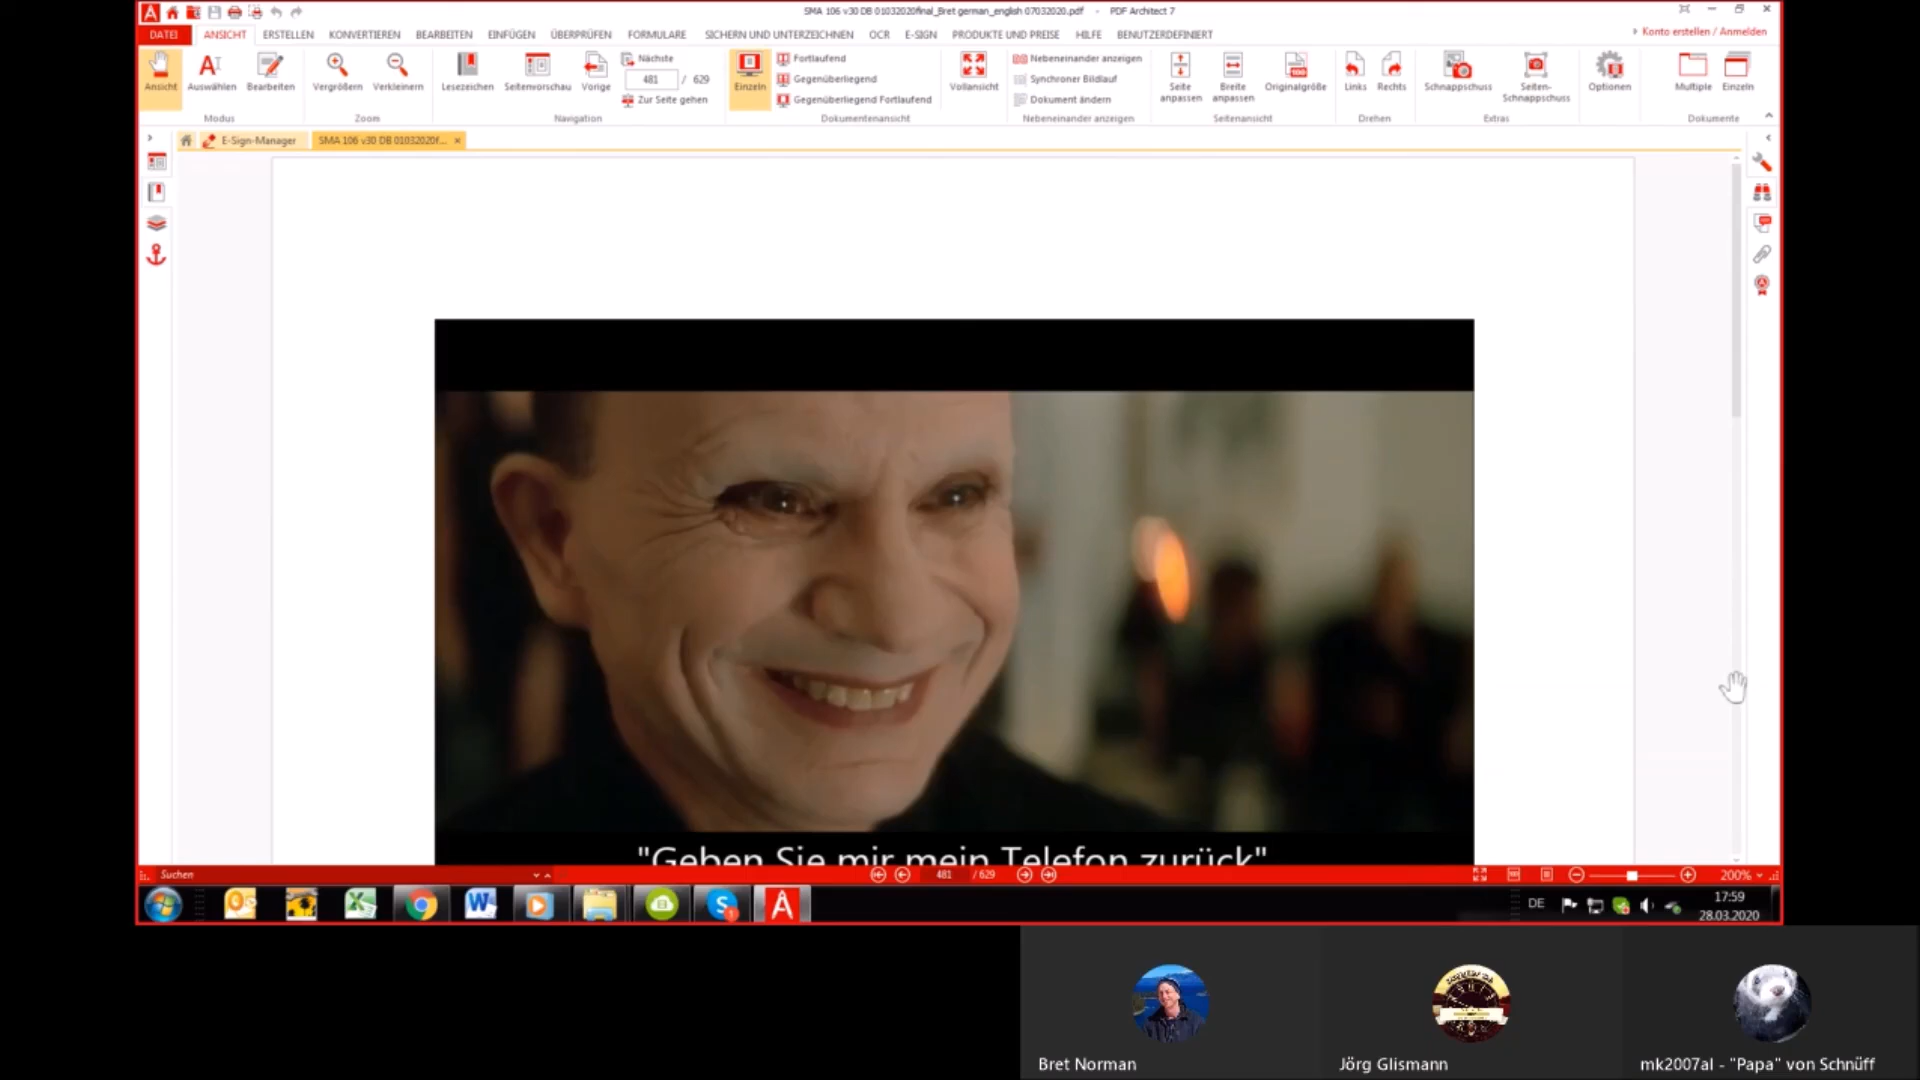 SMA 106 v30 DB 01032020final_Bret german_english 07032020.pdf - PDF Architect 7
DATEI ANSICHT ERSTELLEN KONVERTIEREN BEARBEITEN EINFÜGEN ÜBERPRÜFEN FORMULARE SICHERN UND UNTERZEICHNEN OCR E-SIGN PRODUKTE UND PREISE HILFE BENUTZERDEFINIERT
Konto erstellen / Anmelden
Ansicht Auswählen Bearbeiten
Modus
Vergrößern Verkleinern
Zoom
Lesezeichen Seitenvorschau Vorige
Nächste
481 / 629
Zur Seite gehen
Navigation
Einzeln
Fortlaufend
Gegenüberliegend
Gegenüberliegend Fortlaufend
Dokumentenansicht
Vollansicht
Nebeneinander anzeigen
Synchroner Bildlauf
Dokument ändern
Nebeneinander anzeigen
Seite anpassen
Breite anpassen
Originalgröße
Seitenansicht
Links Rechts
Drehen
Schnappschuss
Seiten-Schnappschuss
Extras
Optionen
Multiple Einzeln
Dokumente
E-Sign-Manager
SMA 106 v30 DB 01032020f...
"Geben Sie mir mein Telefon zurück"
Suchen
481 / 629
200%
DE
17:59
28.03.2020
Bret Norman
Jörg Glismann
mk2007al - "Papa" von Schnüff